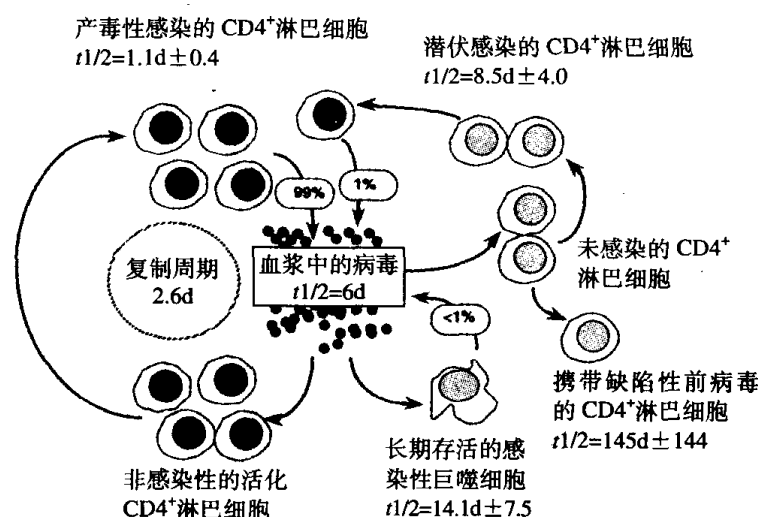 产毒性感染的 CD4⁺淋巴细胞
t1/2=1.1d±0.4
潜伏感染的 CD4⁺淋巴细胞
t1/2=8.5d±4.0
99%
1%
复制周期
2.6d
血浆中的病毒
t1/2=6d
未感染的 CD4⁺
淋巴细胞
<1%
携带缺陷性前病毒
的 CD4⁺淋巴细胞
t1/2=145d±144
非感染性的活化
CD4⁺淋巴细胞
长期存活的感
染性巨噬细胞
t1/2=14.1d±7.5